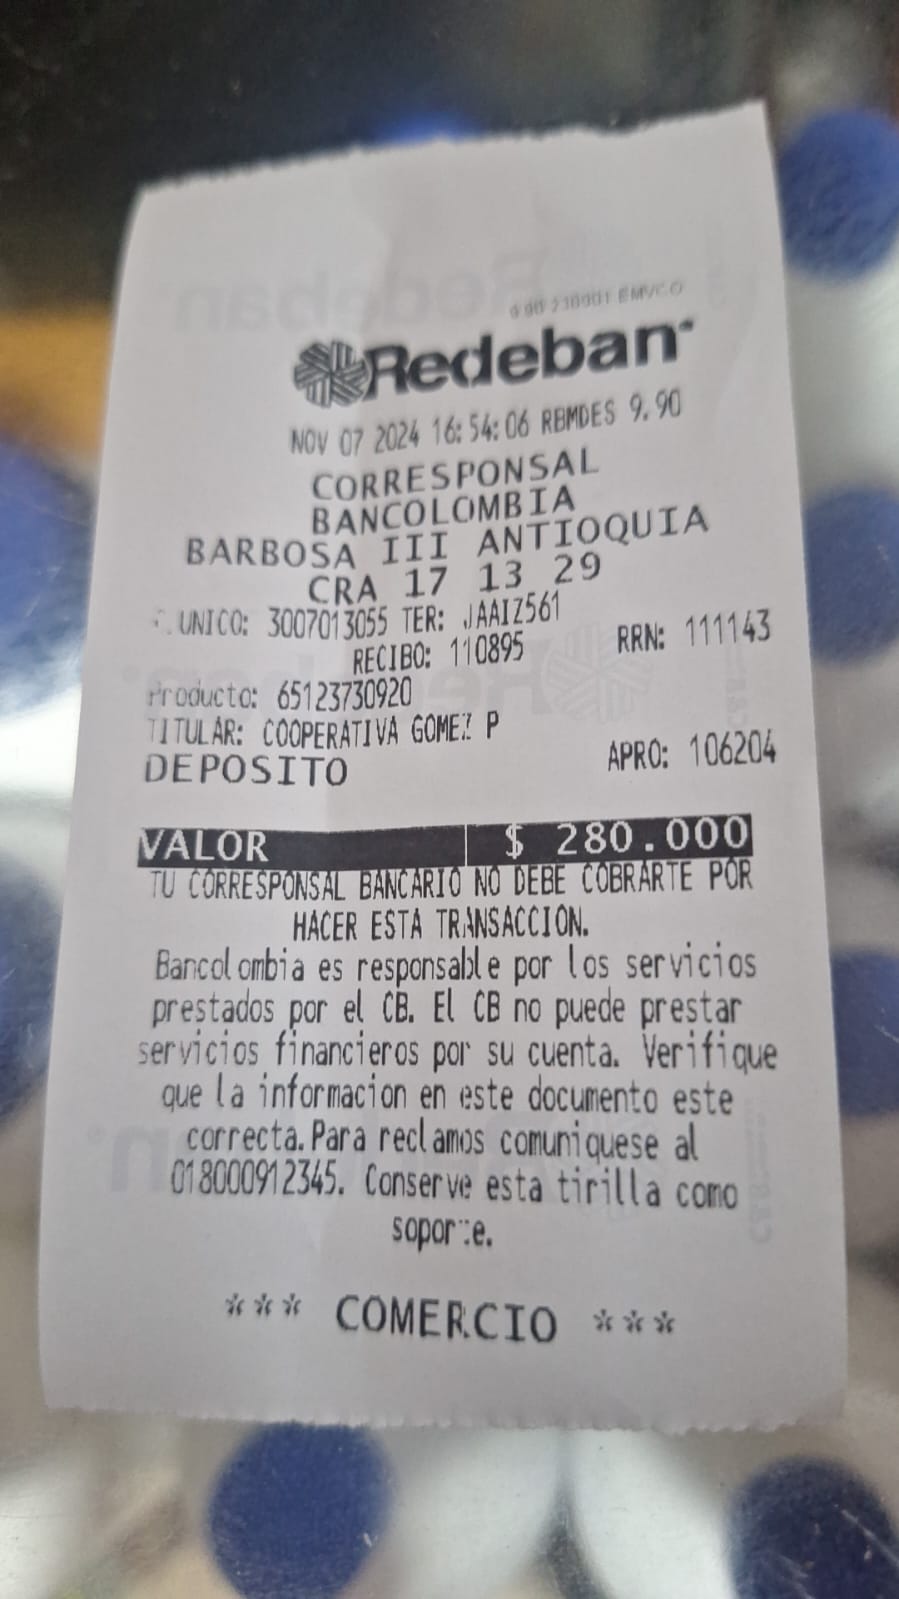 Redeban
NOV 07 2024 16:54:06 RBMDES 9.90
CORRESPONSAL
BANCOLOMBIA
BARBOSA III ANTIOQUIA
CRA 17 13 29
C. UNICO: 3007013055 TER: JAAIZ561
RECIBO: 110895 RRN: 111143
Producto: 65123730920
TITULAR: COOPERATIVA GOMEZ P
DEPOSITO APRO: 106204
VALOR $ 280.000
TU CORRESPONSAL BANCARIO NO DEBE COBRARTE POR
HACER ESTA TRANSACCION.
Bancolombia es responsable por los servicios
prestados por el CB. El CB no puede prestar
servicios financieros por su cuenta. Verifique
que la informacion en este documento este
correcta.Para reclamos comuniquese al
018000912345. Conserve esta tirilla como
soporte.
*** COMERCIO ***